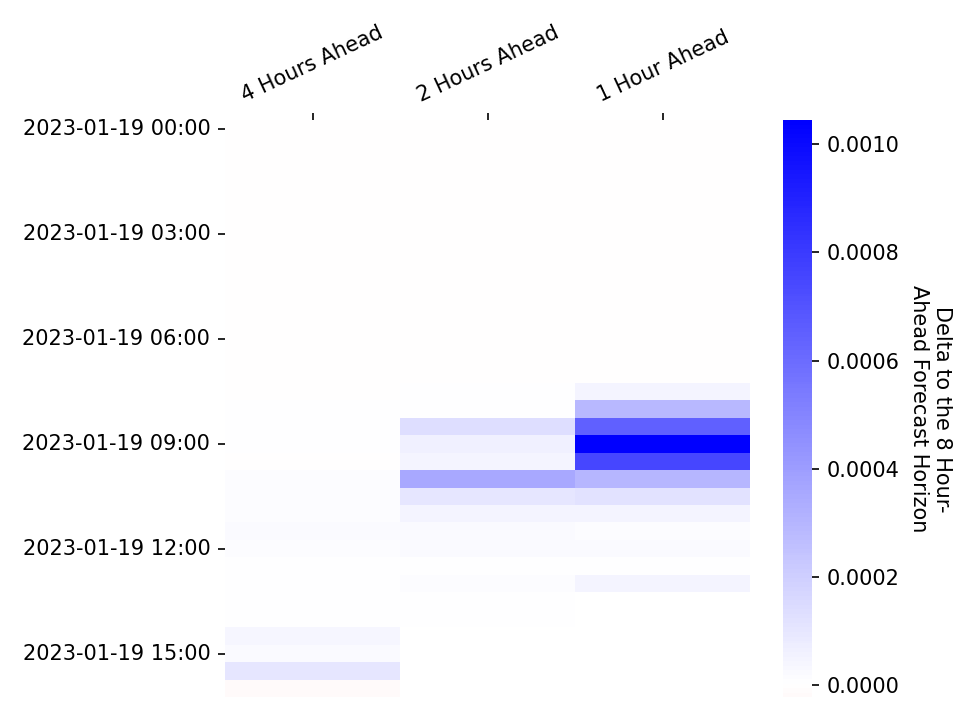 4 Hours Ahead
2 Hours Ahead
1 Hour Ahead
2023-01-19 00:00
2023-01-19 03:00
2023-01-19 06:00
2023-01-19 09:00
2023-01-19 12:00
2023-01-19 15:00
0.0010
0.0008
0.0006
0.0004
0.0002
0.0000
Delta to the 8 Hour-
Ahead Forecast Horizon